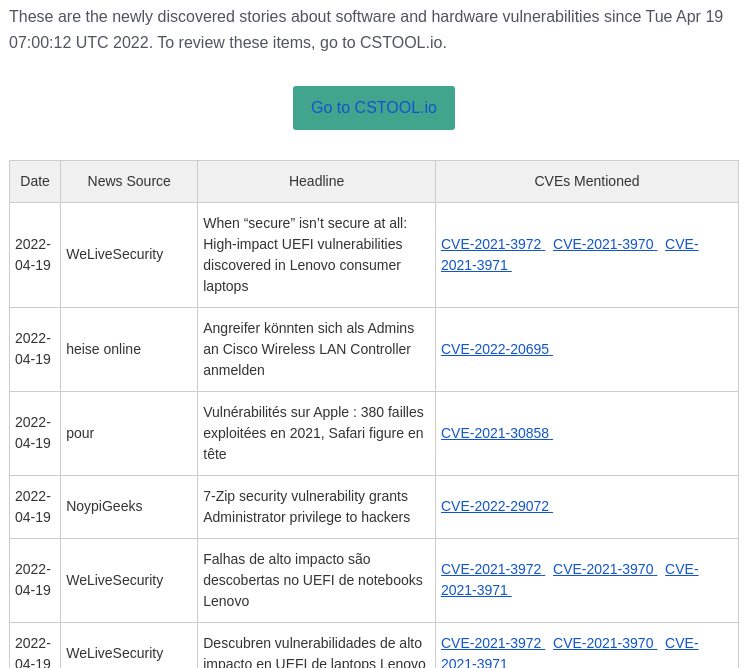 These are the newly discovered stories about software and hardware vulnerabilities since Tue Apr 19
07:00:12 UTC 2022. To review these items, go to CSTOOL.io.
Go to CSTOOL.io
Date News Source Headline CVEs Mentioned
2022-
04-19
WeLiveSecurity
When “secure” isn’t secure at all:
High-impact UEFI vulnerabilities
discovered in Lenovo consumer
laptops
CVE-2021-3972 CVE-2021-3970 CVE-
2021-3971
2022-
04-19
heise online
Angreifer könnten sich als Admins
an Cisco Wireless LAN Controller
anmelden
CVE-2022-20695
2022-
04-19
pour
Vulnérabilités sur Apple : 380 failles
exploitées en 2021, Safari figure en
tête
CVE-2021-30858
2022-
04-19
NoypiGeeks
7-Zip security vulnerability grants
Administrator privilege to hackers
CVE-2022-29072
2022-
04-19
WeLiveSecurity
Falhas de alto impacto são
descobertas no UEFI de notebooks
Lenovo
CVE-2021-3972 CVE-2021-3970 CVE-
2021-3971
2022-
04-19
WeLiveSecurity
Descubren vulnerabilidades de alto
impacto en UEFI de laptops Lenovo
CVE-2021-3972 CVE-2021-3970 CVE-
2021-3971